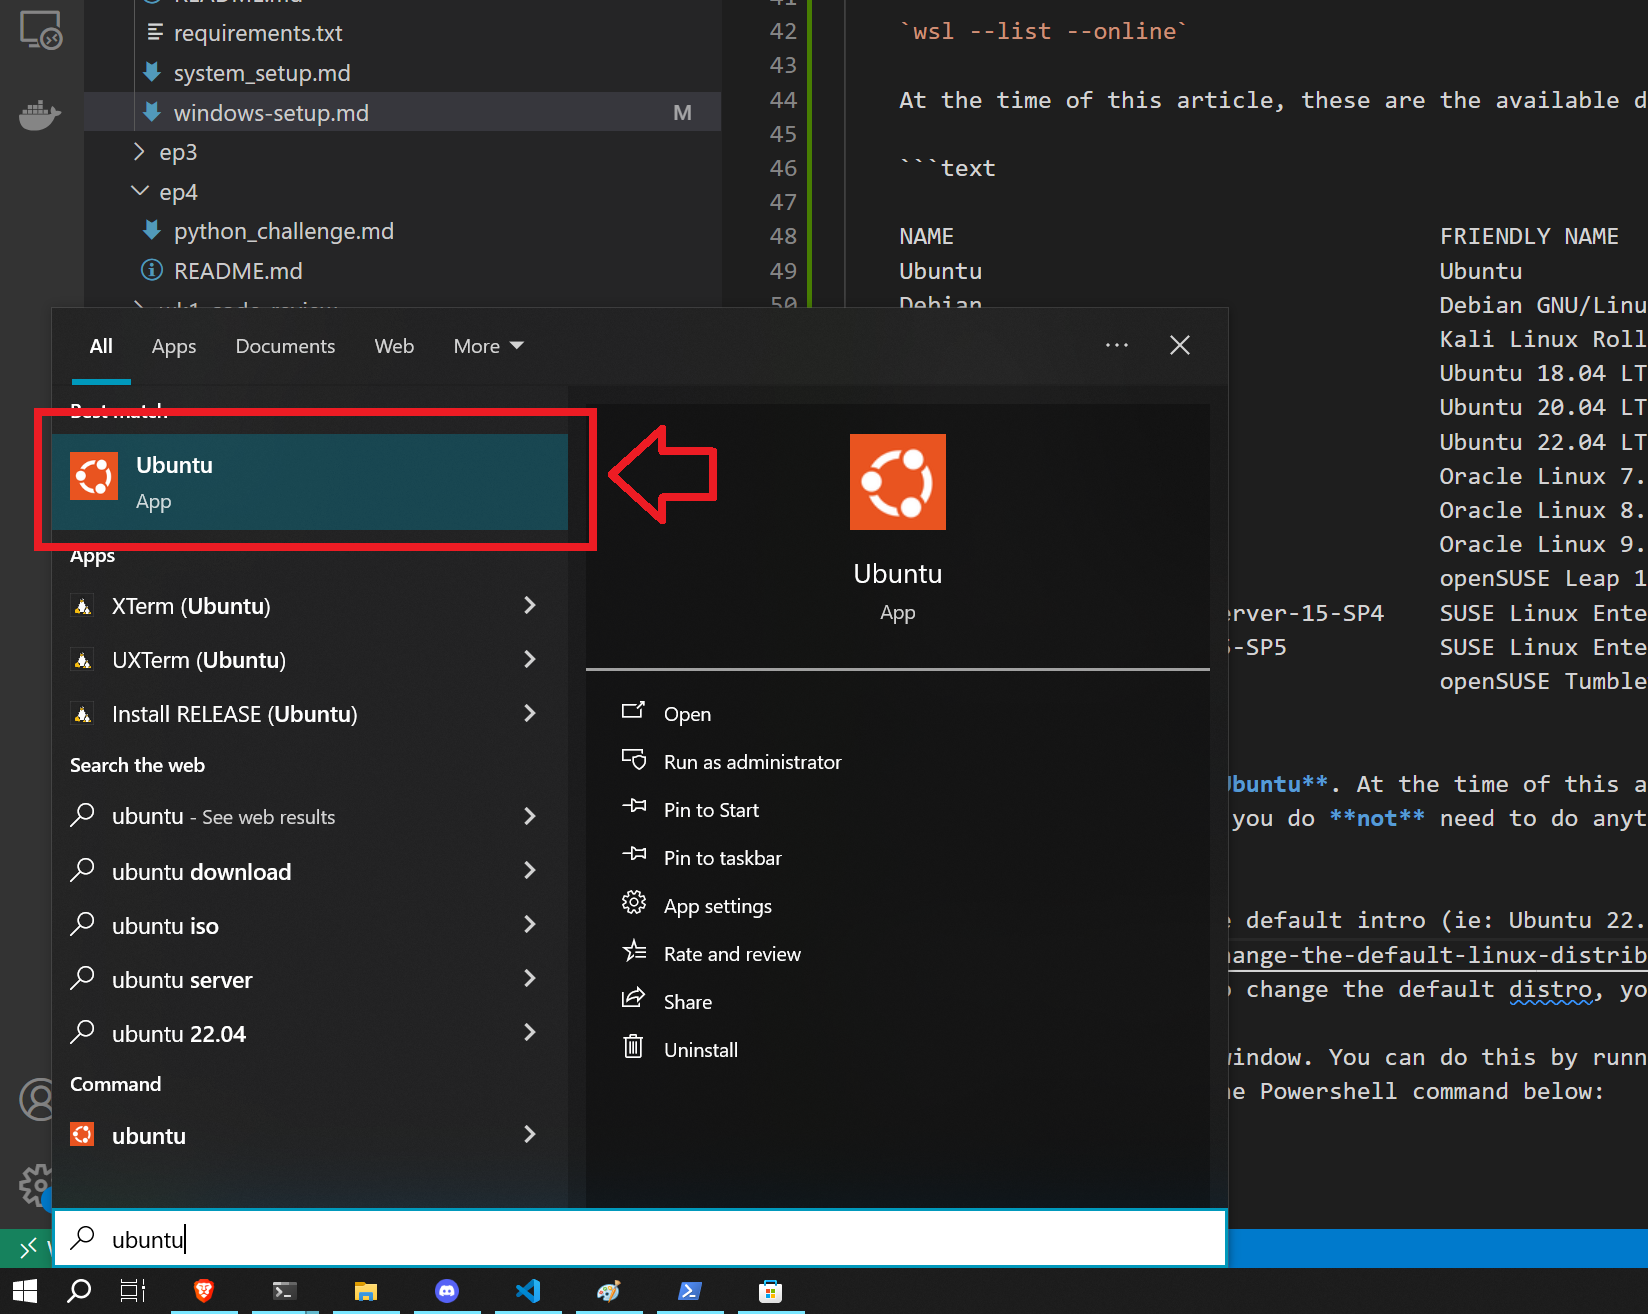 requirements.txt
system_setup.md
windows-setup.md M
ep3
ep4
python_challenge.md
README.md
42 `wsl --list --online`
43
44 At the time of this article, these are the available d
45
46 ```text
47
48 NAME FRIENDLY NAME
49 Ubuntu Ubuntu
50 Debian Debian GNU/Linu
Kali Linux Roll
Ubuntu 18.04 LT
Ubuntu 20.04 LT
Ubuntu 22.04 LT
Oracle Linux 7.
Oracle Linux 8.
Oracle Linux 9.
openSUSE Leap 1
erver-15-SP4 SUSE Linux Ente
-SP5 SUSE Linux Ente
openSUSE Tumble
Ubuntu**. At the time of this a
you do **not** need to do anyt
default intro (ie: Ubuntu 22.
ange-the-default-linux-distrib
change the default distro, yo
window. You can do this by runn
e Powershell command below:
All Apps Documents Web More
Best match
Ubuntu
App
Apps
XTerm (Ubuntu)
UXTerm (Ubuntu)
Install RELEASE (Ubuntu)
Search the web
ubuntu - See web results
ubuntu download
ubuntu iso
ubuntu server
ubuntu 22.04
Command
ubuntu
Ubuntu
App
Open
Run as administrator
Pin to Start
Pin to taskbar
App settings
Rate and review
Share
Uninstall
ubuntu